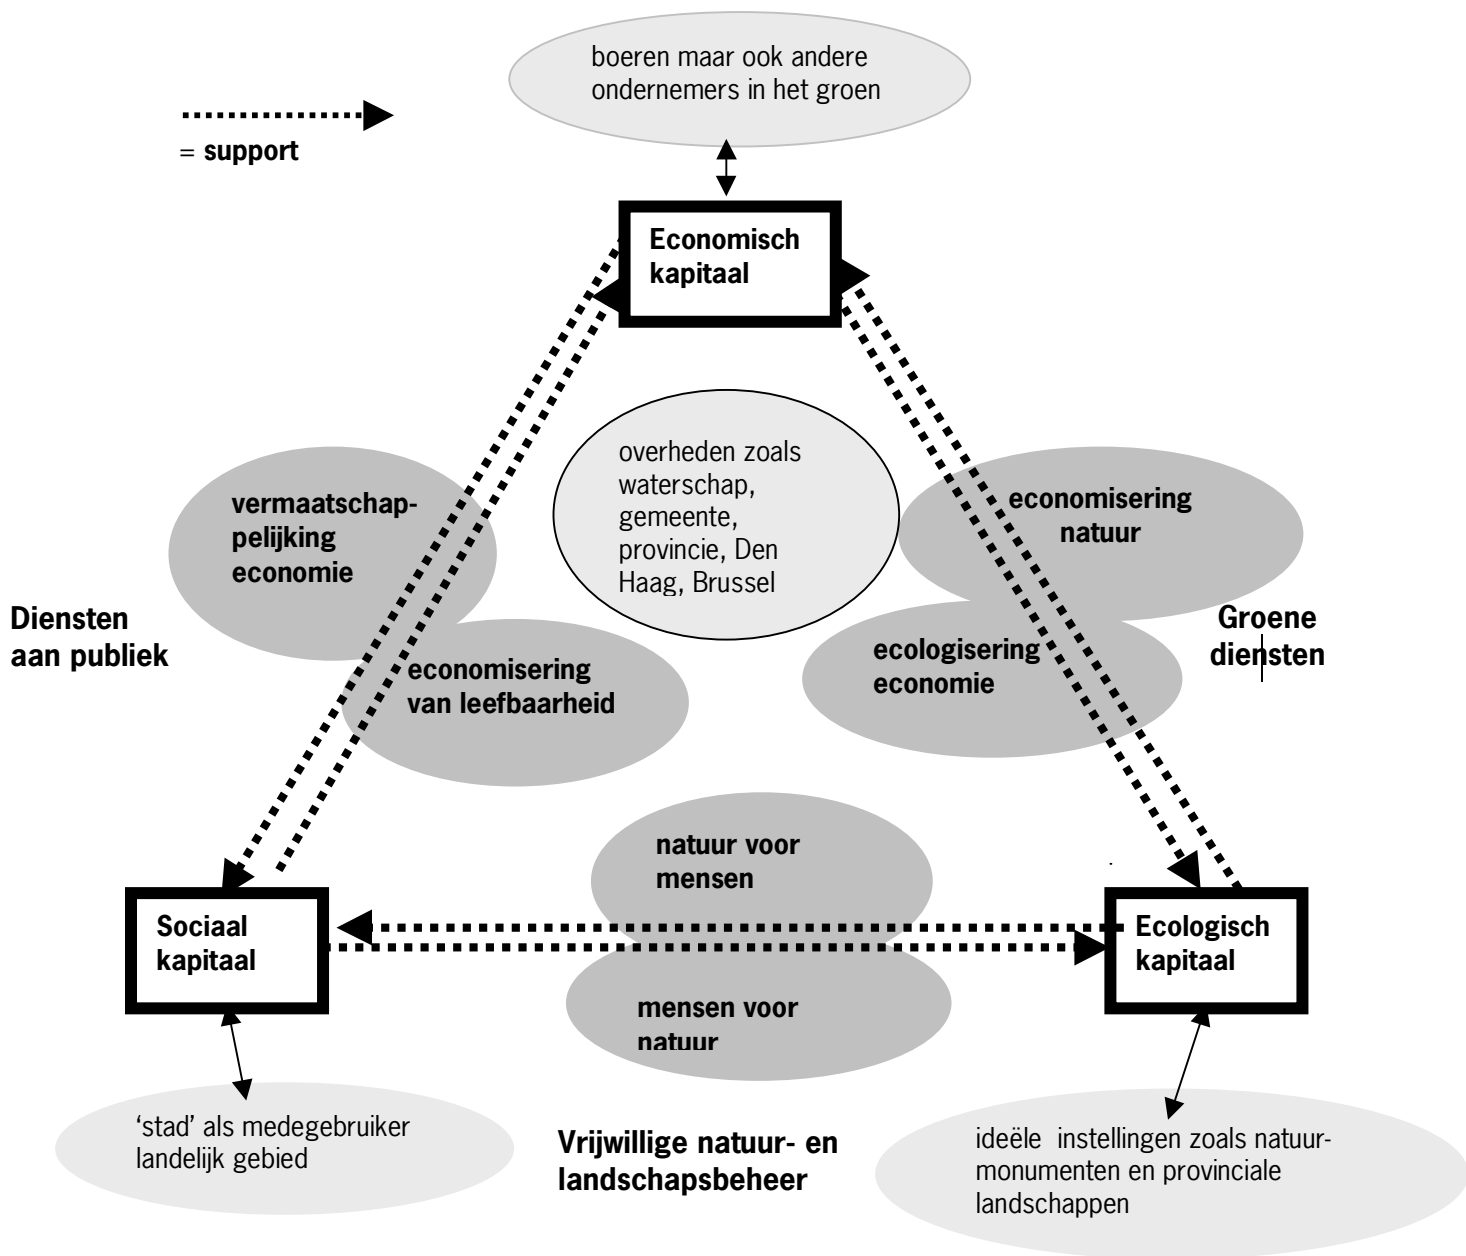 boeren maar ook andere
ondernemers in het groen
= support
Economisch
kapitaal
overheden zoals
waterschap,
gemeente,
provincie, Den
Haag, Brussel
vermaatschap-
pelijking
economie
economisering
natuur
Diensten
aan publiek
economisering
van leefbaarheid
ecologisering
economie
Groene
diensten
natuur voor
mensen
Sociaal
kapitaal
Ecologisch
kapitaal
mensen voor
natuur
‘stad’ als medegebruiker
landelijk gebied
Vrijwillige natuur- en
landschapsbeheer
ideële instellingen zoals natuur-
monumenten en provinciale
landschappen